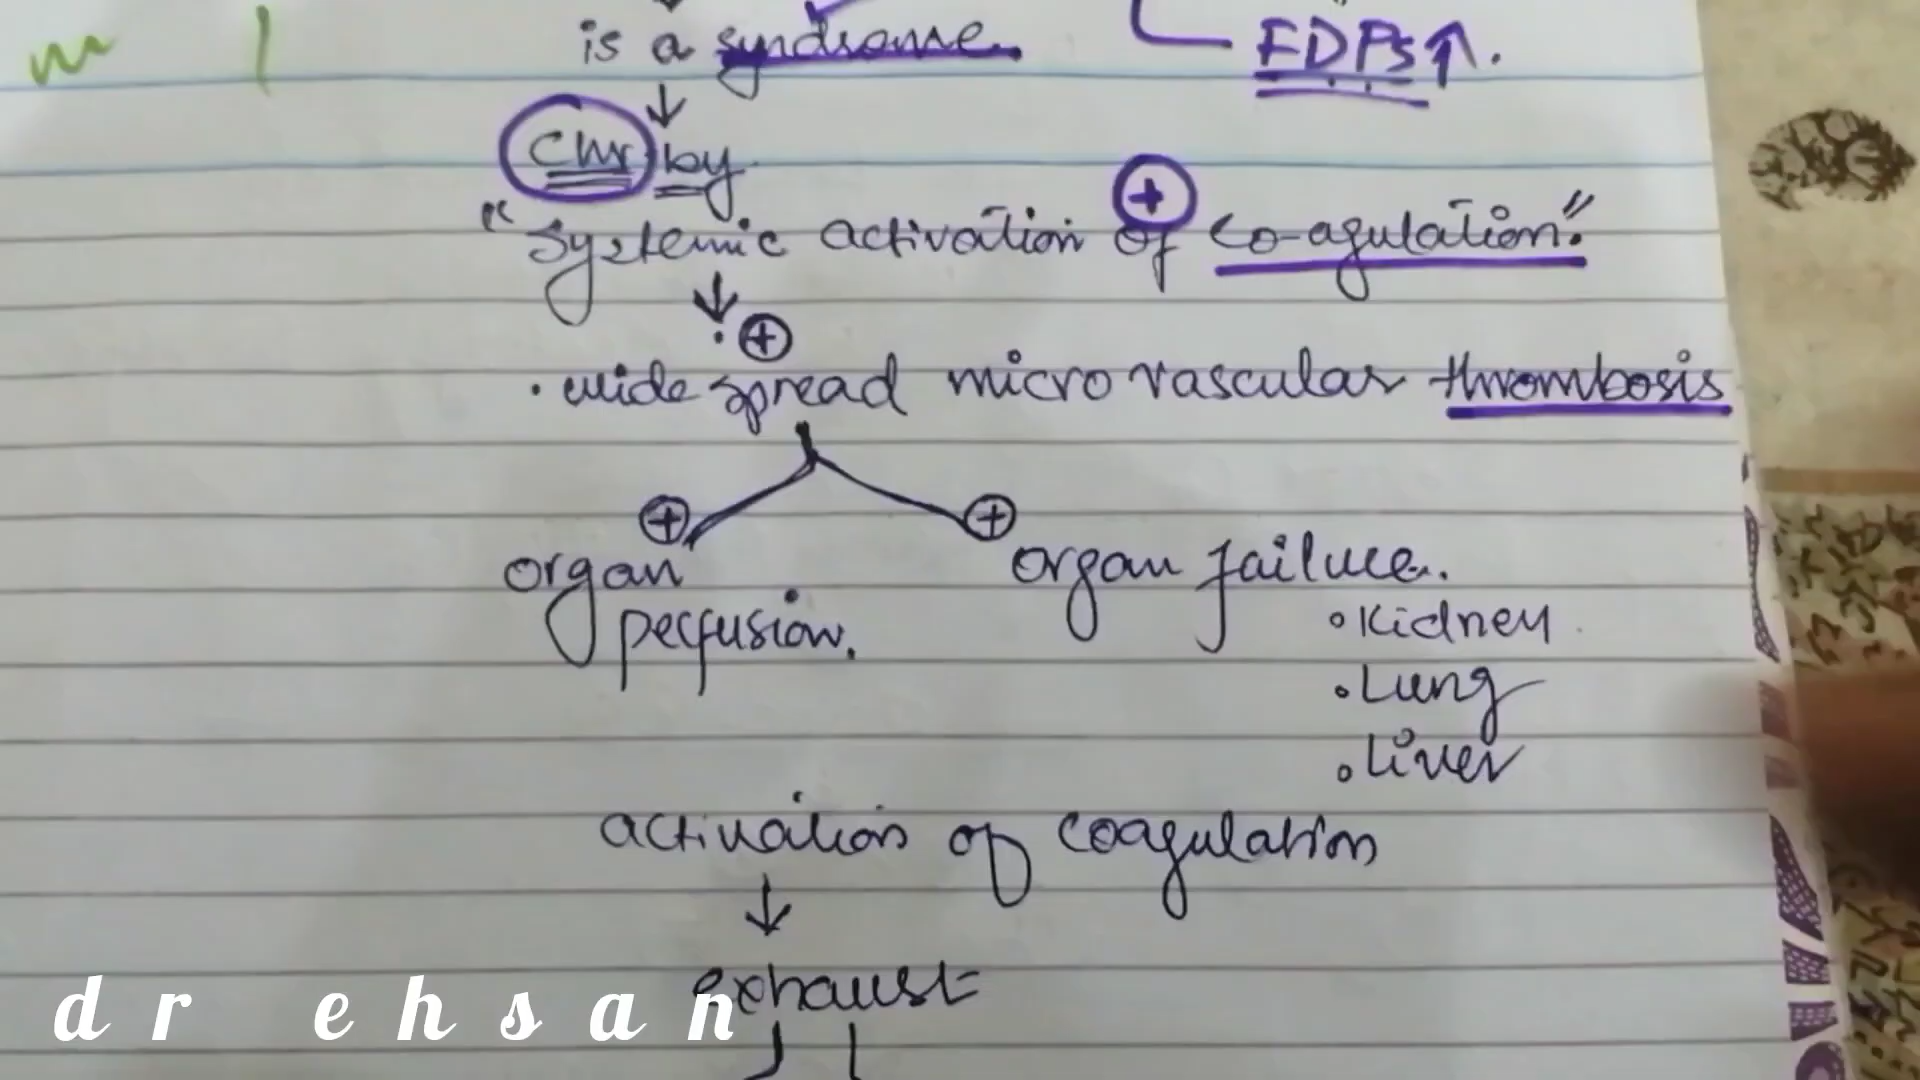 is a syndrome.
FDPs↑.
Chr by
"Systemic activation of co-agulation."
↓ ⊕
• wide spread micro vascular thrombosis
⊕ ⊕
organ perfusion.
organ failure.
• Kidney
• Lung
• Liver
activation of coagulation
↓
exhaust
dr ehsan